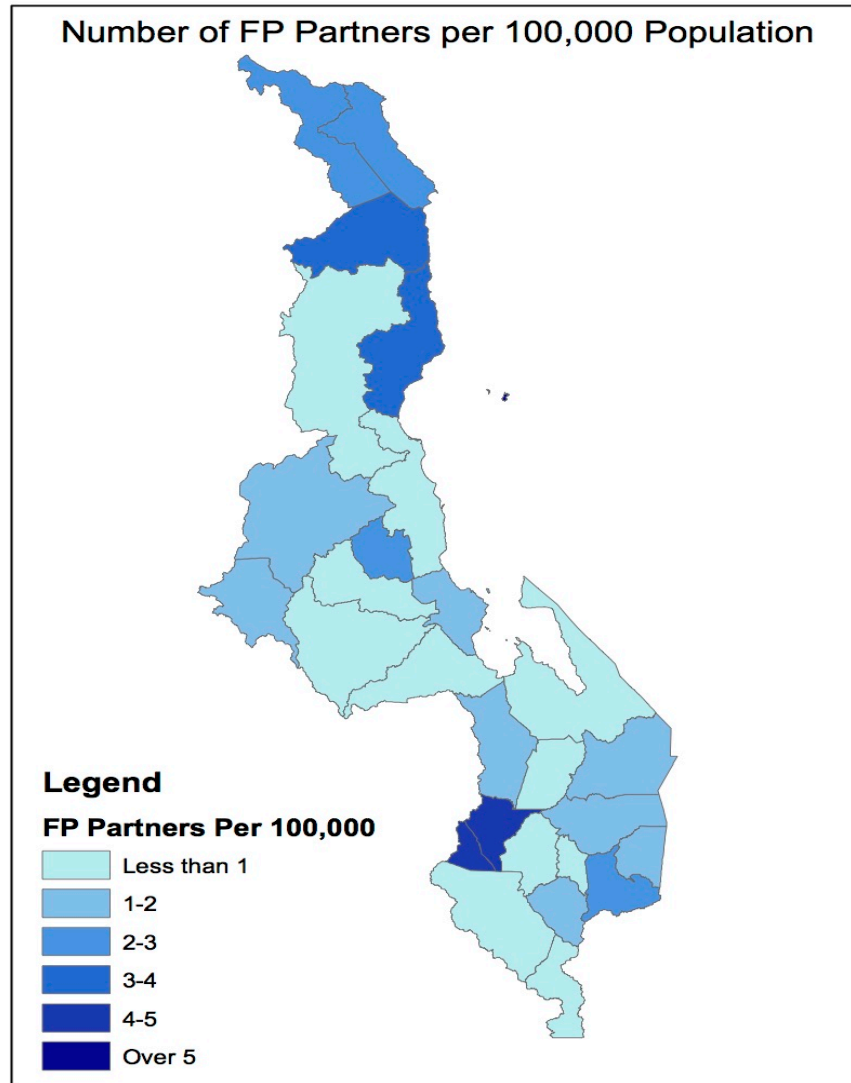 Number of FP Partners per 100,000 Population
Legend
FP Partners Per 100,000
Less than 1
1-2
2-3
3-4
4-5
Over 5